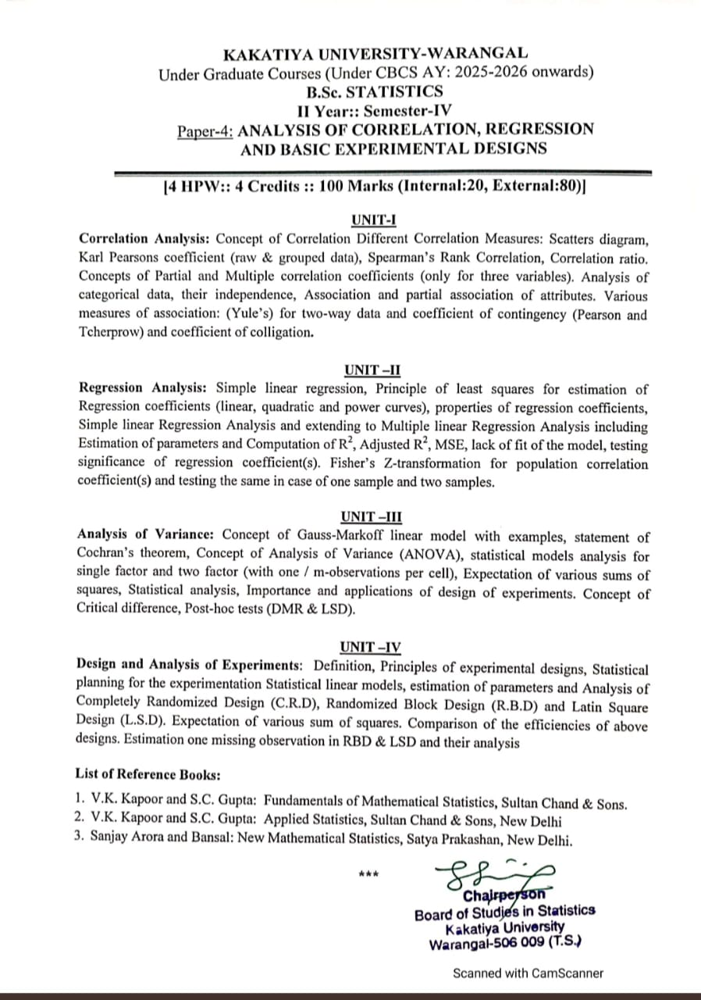 KAKATIYA UNIVERSITY-WARANGAL
Under Graduate Courses (Under CBCS AY: 2025-2026 onwards)
B.Sc. STATISTICS
II Year:: Semester-IV
Paper-4: ANALYSIS OF CORRELATION, REGRESSION
AND BASIC EXPERIMENTAL DESIGNS
[4 HPW:: 4 Credits :: 100 Marks (Internal:20, External:80)]
UNIT-I
Correlation Analysis: Concept of Correlation Different Correlation Measures: Scatters diagram,
Karl Pearsons coefficient (raw & grouped data), Spearman's Rank Correlation, Correlation ratio.
Concepts of Partial and Multiple correlation coefficients (only for three variables). Analysis of
categorical data, their independence, Association and partial association of attributes. Various
measures of association: (Yule's) for two-way data and coefficient of contingency (Pearson and
Tcherprow) and coefficient of colligation.
UNIT –II
Regression Analysis: Simple linear regression, Principle of least squares for estimation of
Regression coefficients (linear, quadratic and power curves), properties of regression coefficients,
Simple linear Regression Analysis and extending to Multiple linear Regression Analysis including
Estimation of parameters and Computation of R², Adjusted R², MSE, lack of fit of the model, testing
significance of regression coefficient(s). Fisher's Z-transformation for population correlation
coefficient(s) and testing the same in case of one sample and two samples.
UNIT –III
Analysis of Variance: Concept of Gauss-Markoff linear model with examples, statement of
Cochran's theorem, Concept of Analysis of Variance (ANOVA), statistical models analysis for
single factor and two factor (with one / m-observations per cell), Expectation of various sums of
squares, Statistical analysis, Importance and applications of design of experiments. Concept of
Critical difference, Post-hoc tests (DMR & LSD).
UNIT –IV
Design and Analysis of Experiments: Definition, Principles of experimental designs, Statistical
planning for the experimentation Statistical linear models, estimation of parameters and Analysis of
Completely Randomized Design (C.R.D), Randomized Block Design (R.B.D) and Latin Square
Design (L.S.D). Expectation of various sum of squares. Comparison of the efficiencies of above
designs. Estimation one missing observation in RBD & LSD and their analysis
List of Reference Books:
1. V.K. Kapoor and S.C. Gupta: Fundamentals of Mathematical Statistics, Sultan Chand & Sons.
2. V.K. Kapoor and S.C. Gupta: Applied Statistics, Sultan Chand & Sons, New Delhi
3. Sanjay Arora and Bansal: New Mathematical Statistics, Satya Prakashan, New Delhi.
***
Chairperson
Board of Studies in Statistics
Kakatiya University
Warangal-506 009 (T.S.)
Scanned with CamScanner